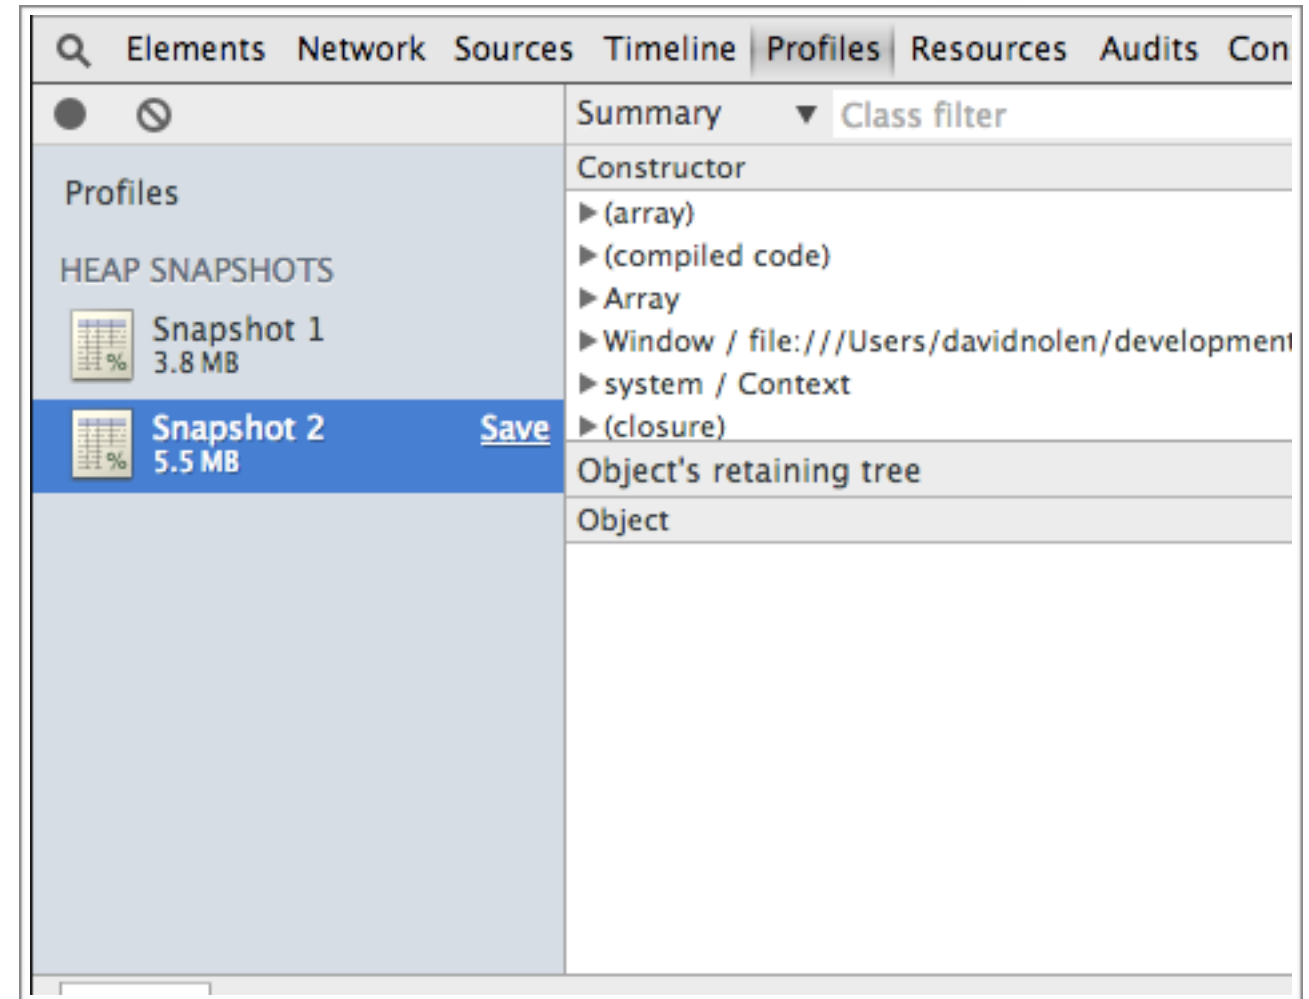 Elements Network Sources Timeline Profiles Resources Audits Con
Summary ▼ Class filter
Profiles
HEAP SNAPSHOTS
Snapshot 1
3.8 MB
Snapshot 2 Save
5.5 MB
Constructor
(array)
(compiled code)
Array
Window / file:///Users/davidnolen/development
system / Context
(closure)
Object's retaining tree
Object